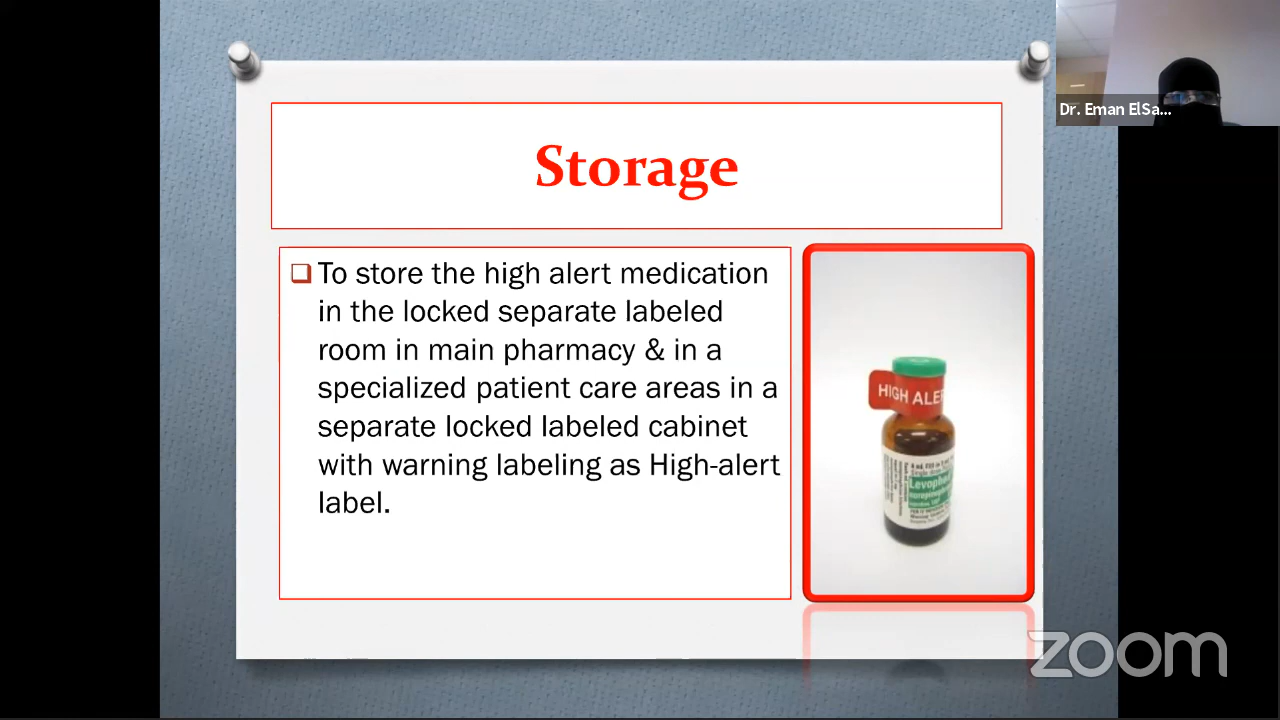 Storage
To store the high alert medication
in the locked separate labeled
room in main pharmacy & in a
specialized patient care areas in a
separate locked labeled cabinet
with warning labeling as High-alert
label.
HIGH ALER
Levophed
Dr. Eman ElSa...
zoom